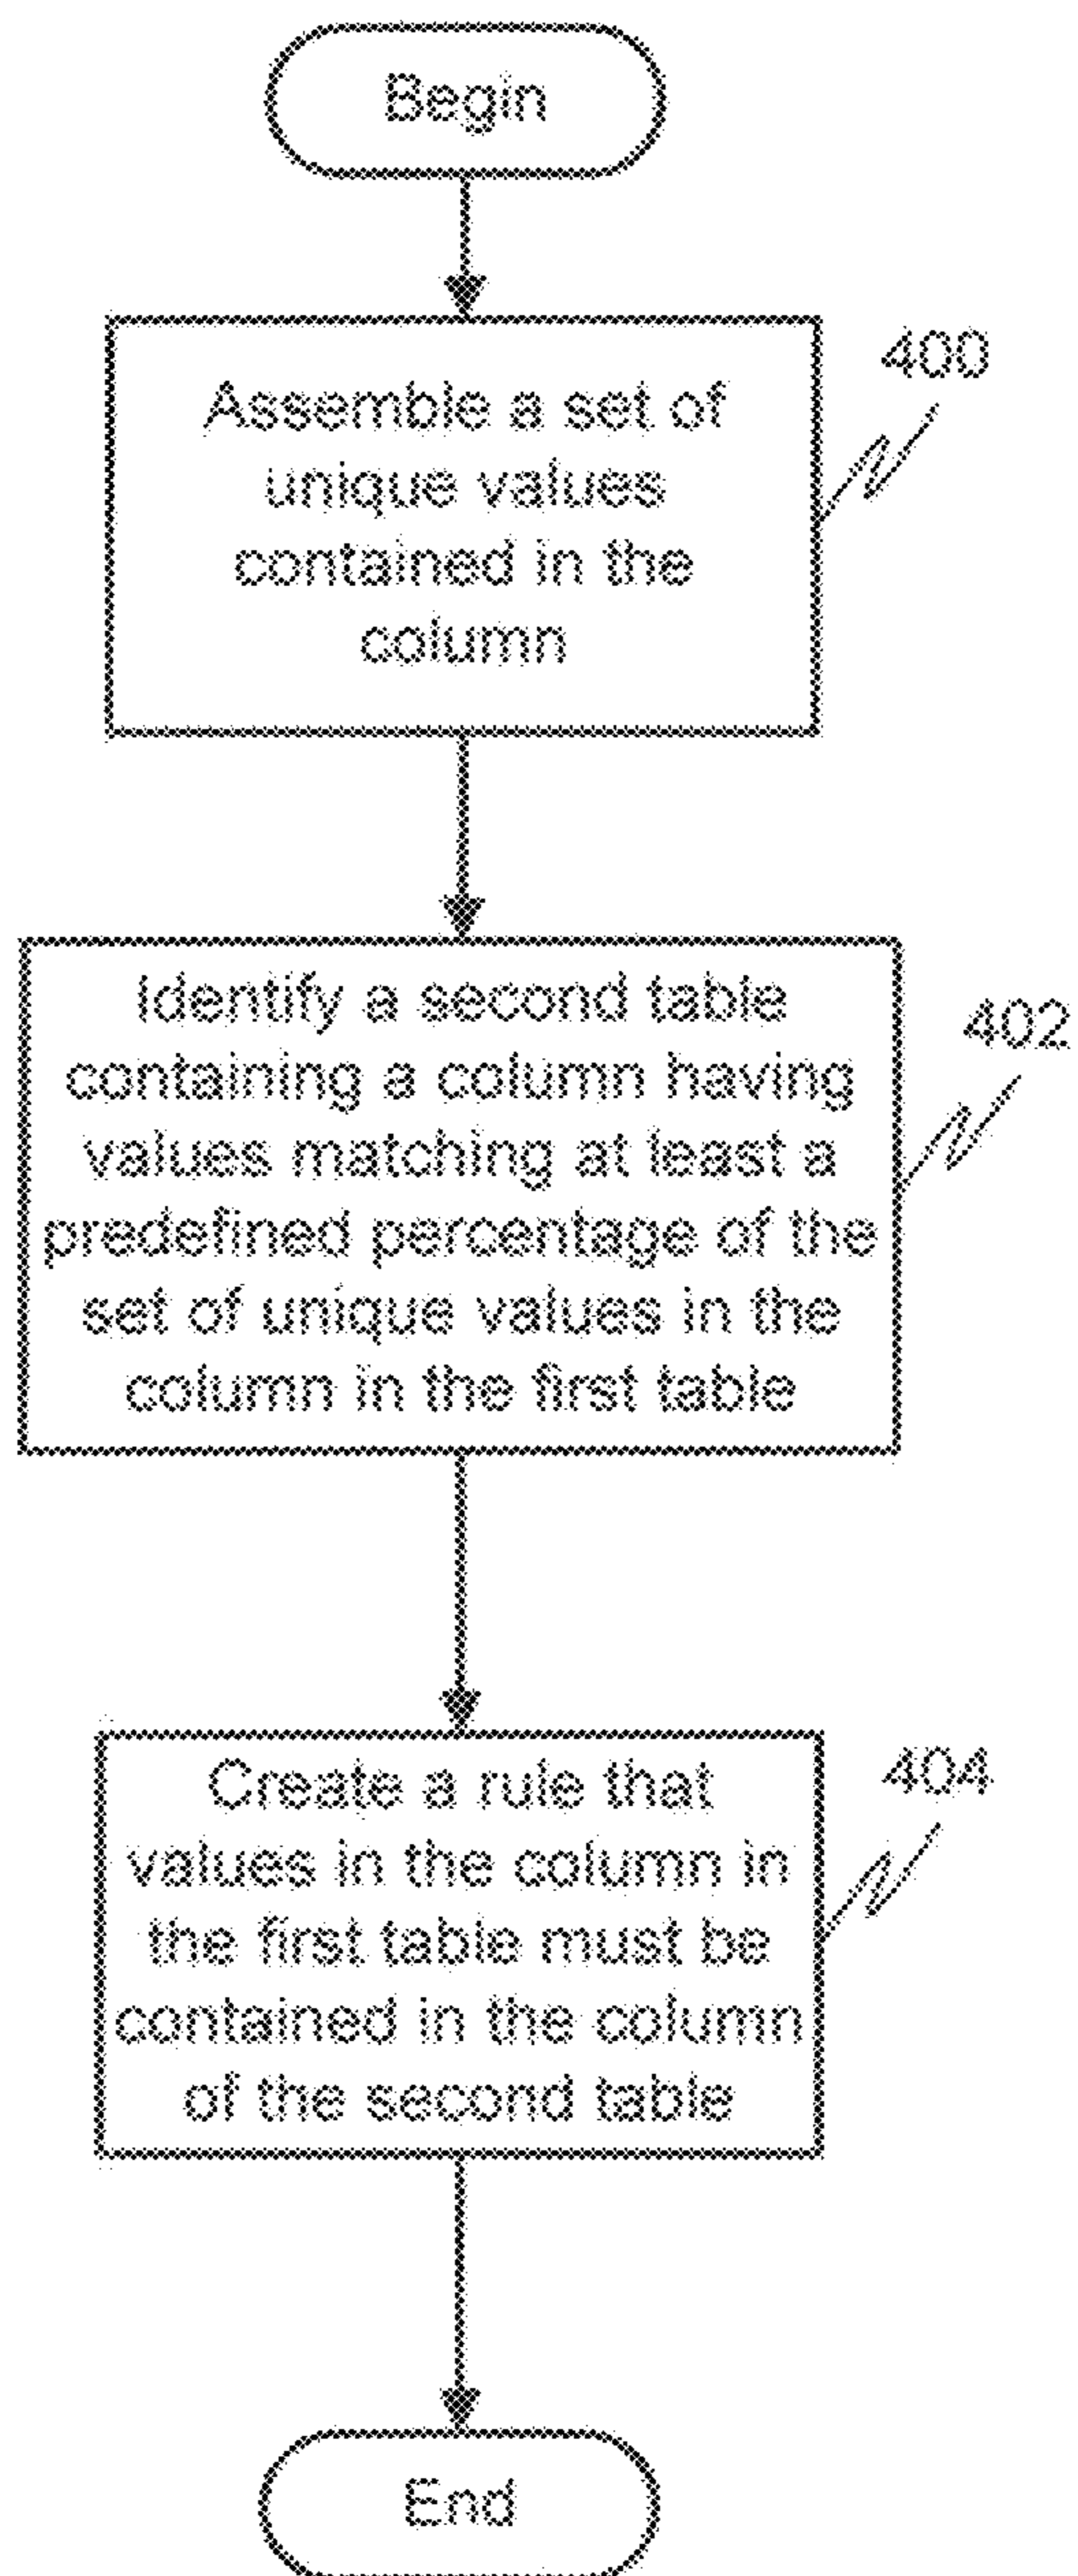 Begin
400
Assemble a set of
unique values
contained in the
column
402
Identify a second table
containing a column having
values matching at least a
predefined percentage of the
set of unique values in the
column in the first table
404
Create a rule that
values in the column in
the first table must be
contained in the column
of the second table
End